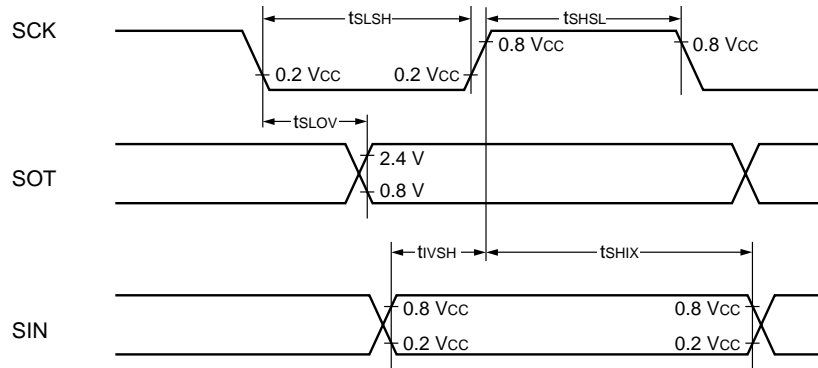 tSLSH
tSHSL
SCK
0.8 VCC
0.8 VCC
0.2 VCC
0.2 VCC
tSLOV
2.4 V
SOT
0.8 V
tIVSH
tSHIX
0.8 VCC
0.8 VCC
SIN
0.2 VCC
0.2 VCC